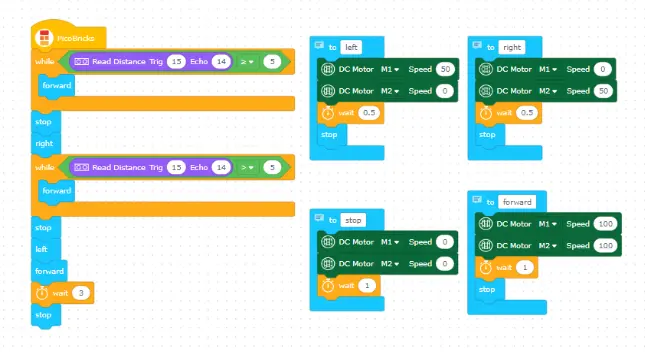 PicoBricks
while Read Distance Trig 15 Echo 14 ≥ 5
forward
stop
right
while Read Distance Trig 15 Echo 14 > 5
forward
stop
left
forward
wait 3
stop
to left
DC Motor M1 Speed 50
DC Motor M2 Speed 0
wait 0.5
stop
to right
DC Motor M1 Speed 0
DC Motor M2 Speed 50
wait 0.5
stop
to stop
DC Motor M1 Speed 0
DC Motor M2 Speed 0
wait 1
to forward
DC Motor M1 Speed 100
DC Motor M2 Speed 100
wait 1
stop